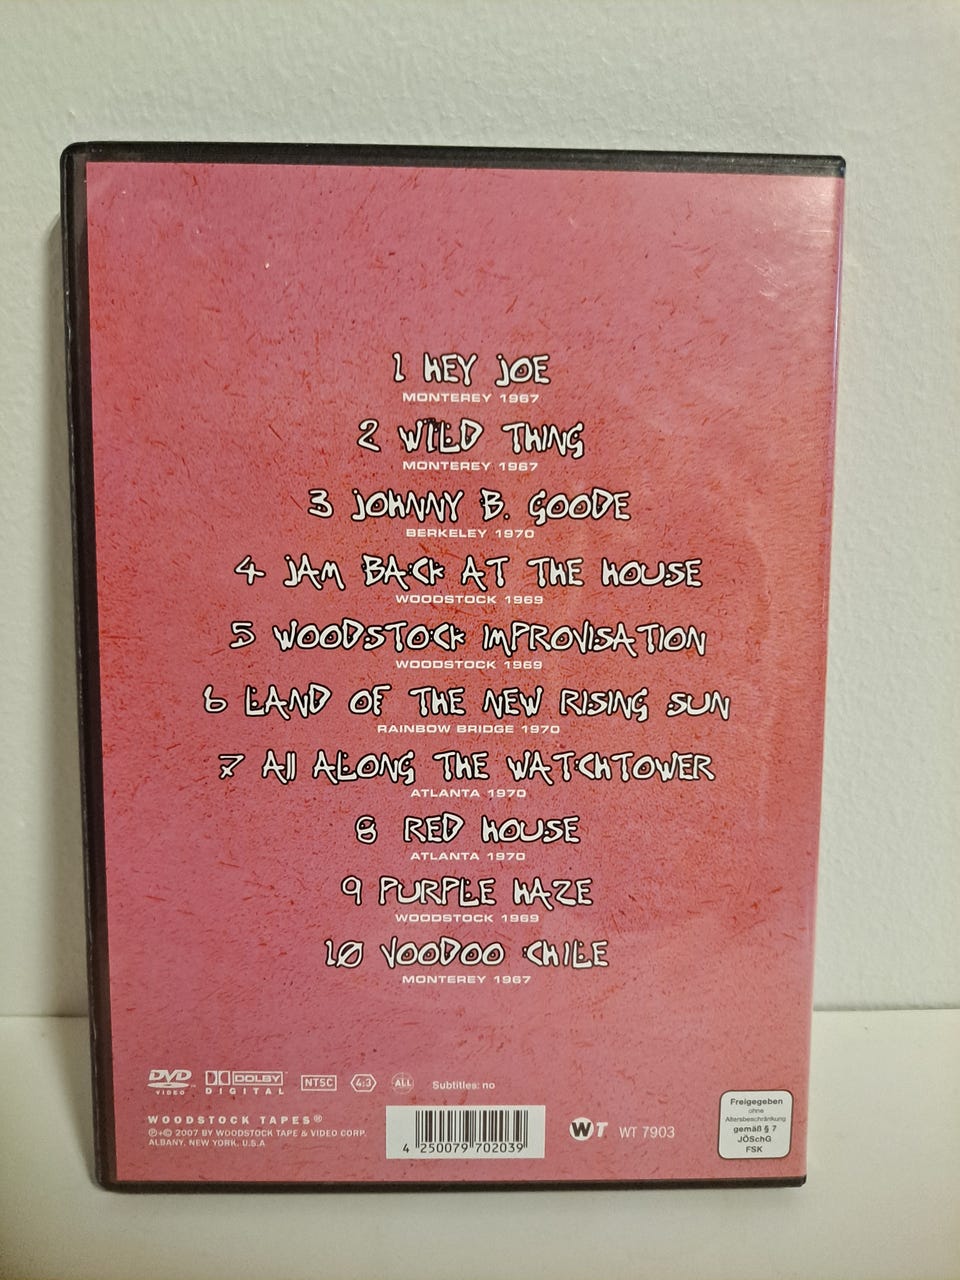 1 HEY JOE
MONTEREY 1967
2 WILD THING
MONTEREY 1967
3 JOHNNY B. GOODE
BERKELEY 1970
4 JAM BACK AT THE HOUSE
WOODSTOCK 1969
5 WOODSTOCK IMPROVISATION
WOODSTOCK 1969
6 LAND OF THE NEW RISING SUN
RAINBOW BRIDGE 1970
7 All ALONG THE WATCHTOWER
ATLANTA 1970
8 RED HOUSE
ATLANTA 1970
9 PURPLE HAZE
WOODSTOCK 1969
10 VOODOO CHILE
MONTEREY 1967
DVD VIDEO
DOLBY DIGITAL
NTSC
4:3
ALL
Subtitles: no
WOODSTOCK TAPES®
℗+© 2007 BY WOODSTOCK TAPE & VIDEO CORP.
ALBANY, NEW YORK, U.S.A
4 250079 702039
WT WT 7903
Freigegeben
ohne
Altersbeschränkung
gemäß § 7
JÖSchG
FSK